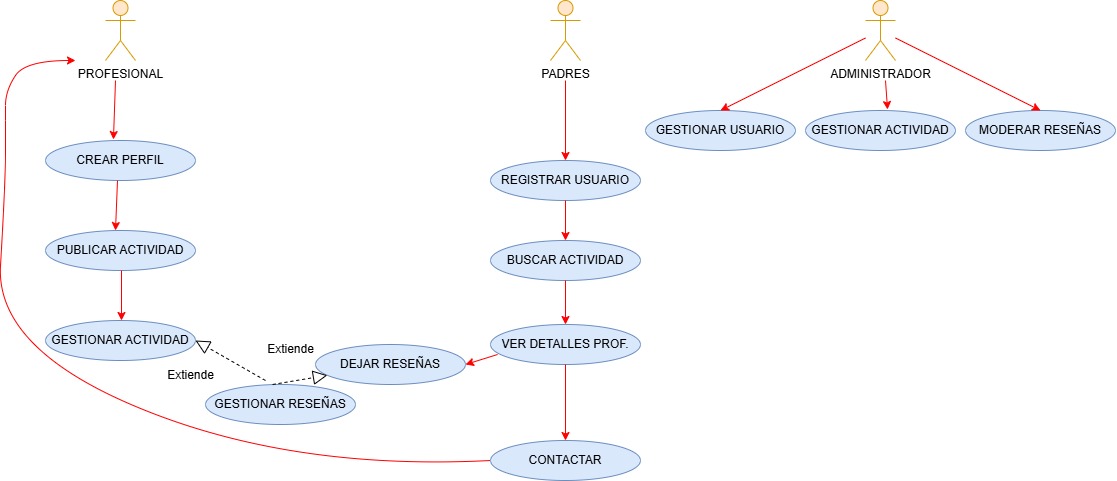 PROFESIONAL
PADRES
ADMINISTRADOR
GESTIONAR USUARIO
GESTIONAR ACTIVIDAD
MODERAR RESEÑAS
CREAR PERFIL
REGISTRAR USUARIO
PUBLICAR ACTIVIDAD
BUSCAR ACTIVIDAD
GESTIONAR ACTIVIDAD
VER DETALLES PROF.
Extiende
DEJAR RESEÑAS
Extiende
GESTIONAR RESEÑAS
CONTACTAR